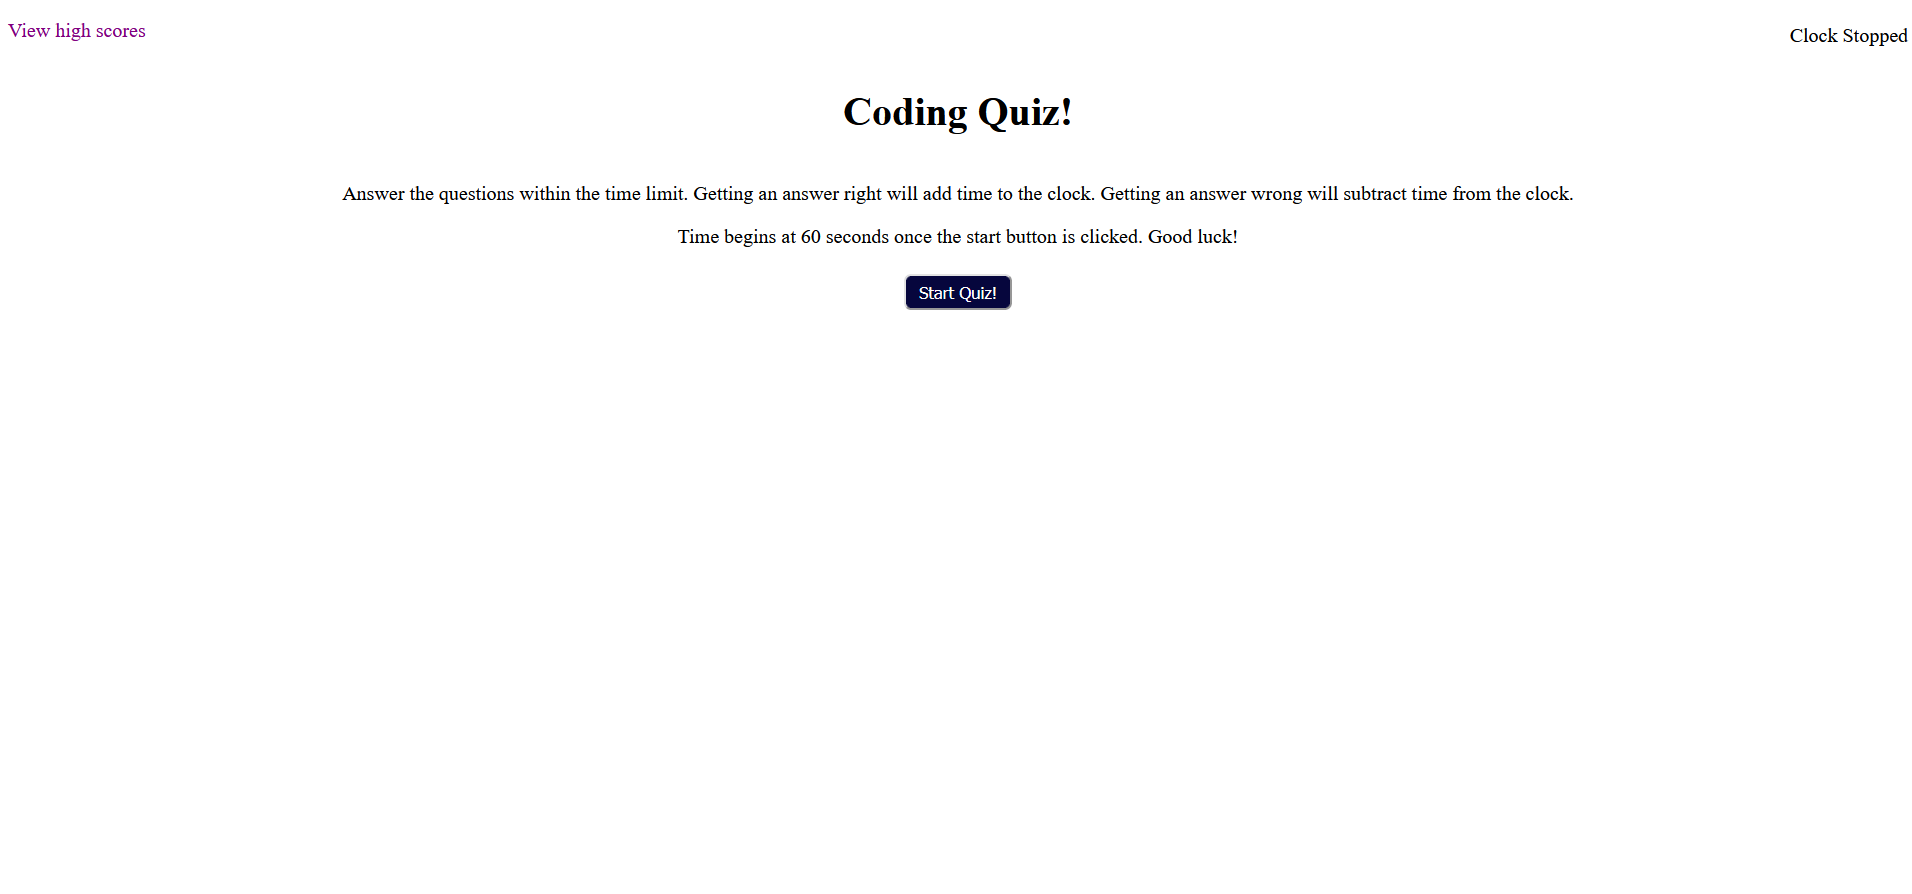 View high scores
Clock Stopped
Coding Quiz!
Answer the questions within the time limit. Getting an answer right will add time to the clock. Getting an answer wrong will subtract time from the clock.
Time begins at 60 seconds once the start button is clicked. Good luck!
Start Quiz!